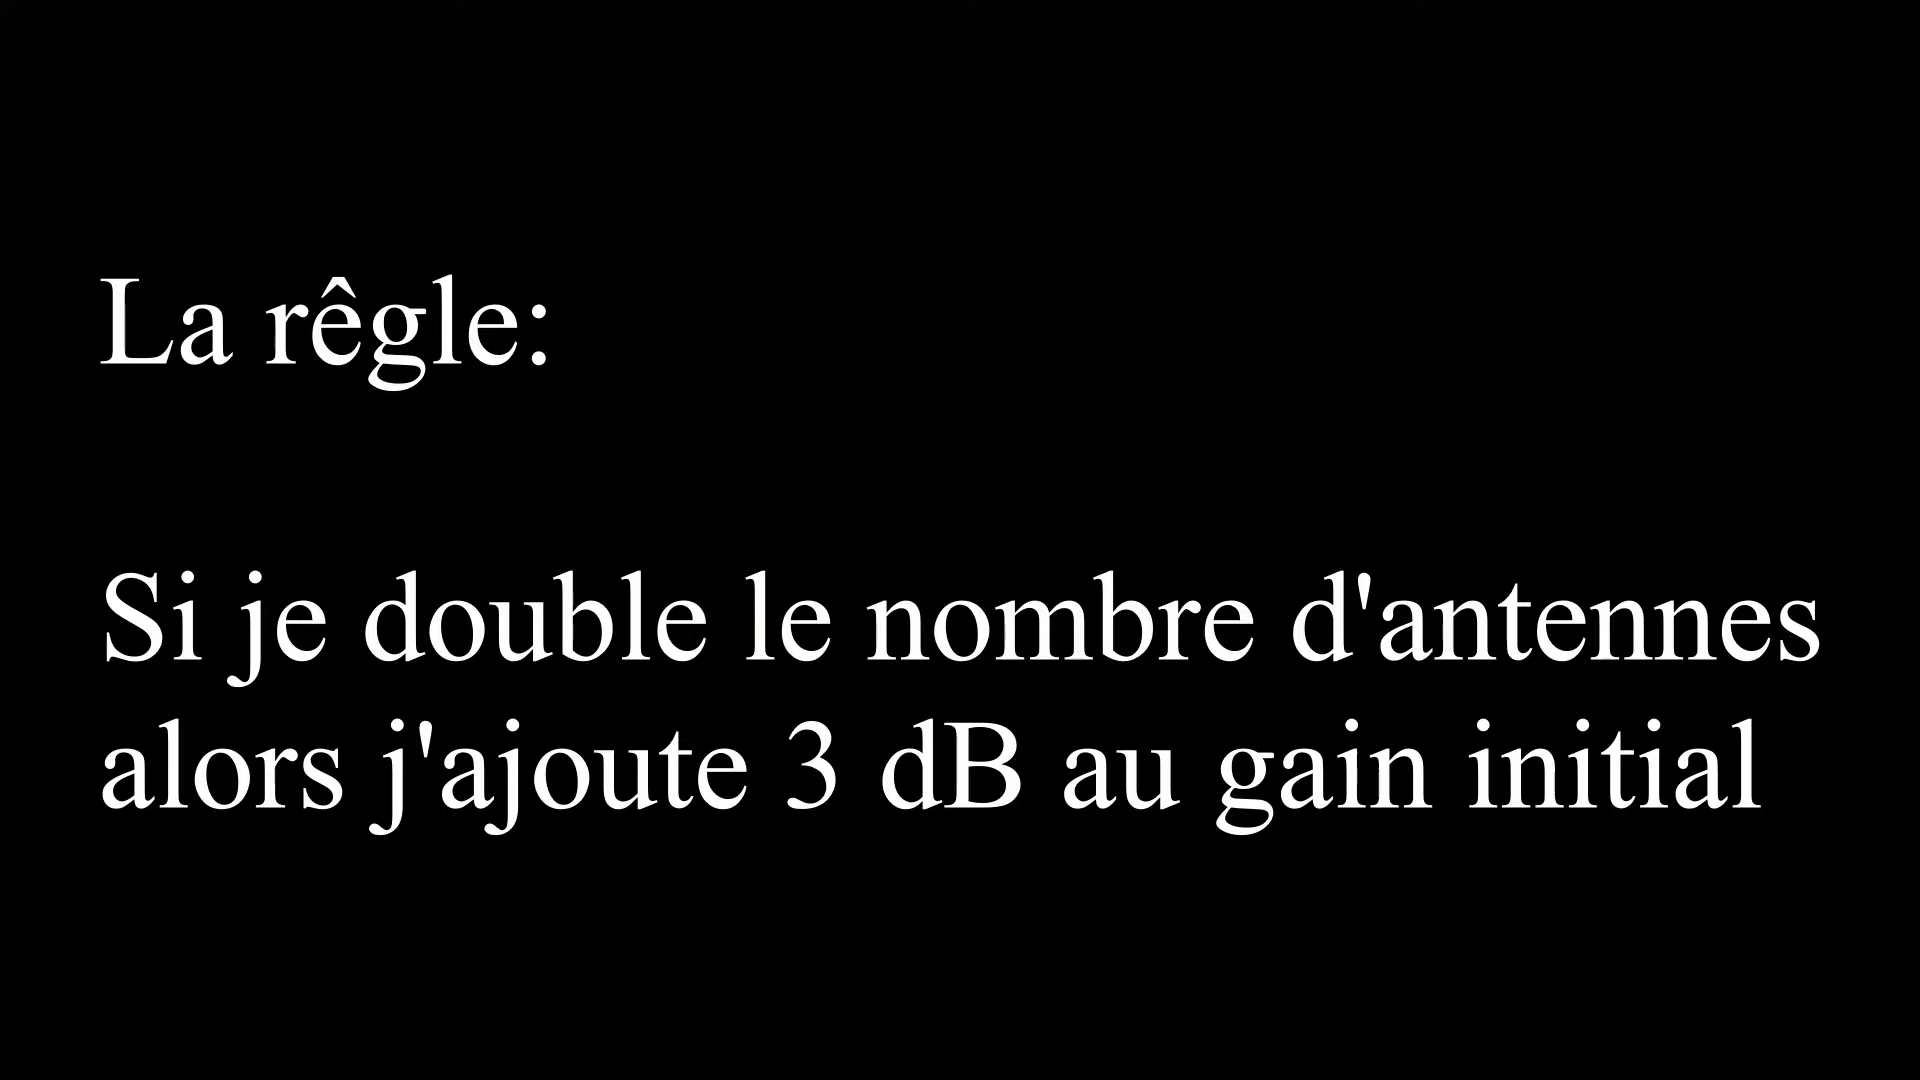 La rêgle:
Si je double le nombre d'antennes
alors j'ajoute 3 dB au gain initial